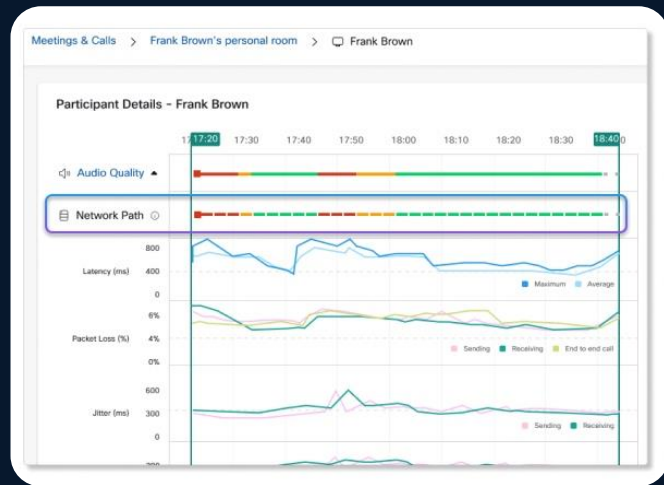 Meetings & Calls > Frank Brown's personal room > Frank Brown
Participant Details - Frank Brown
17:20 17:30 17:40 17:50 18:00 18:10 18:20 18:30 18:40
Audio Quality
Network Path
800
Latency (ms) 400
Maximum Average
0
6%
Packet Loss (%) 4%
Sending Receiving End to end call
0%
600
Jitter (ms) 300
Sending Receiving
0